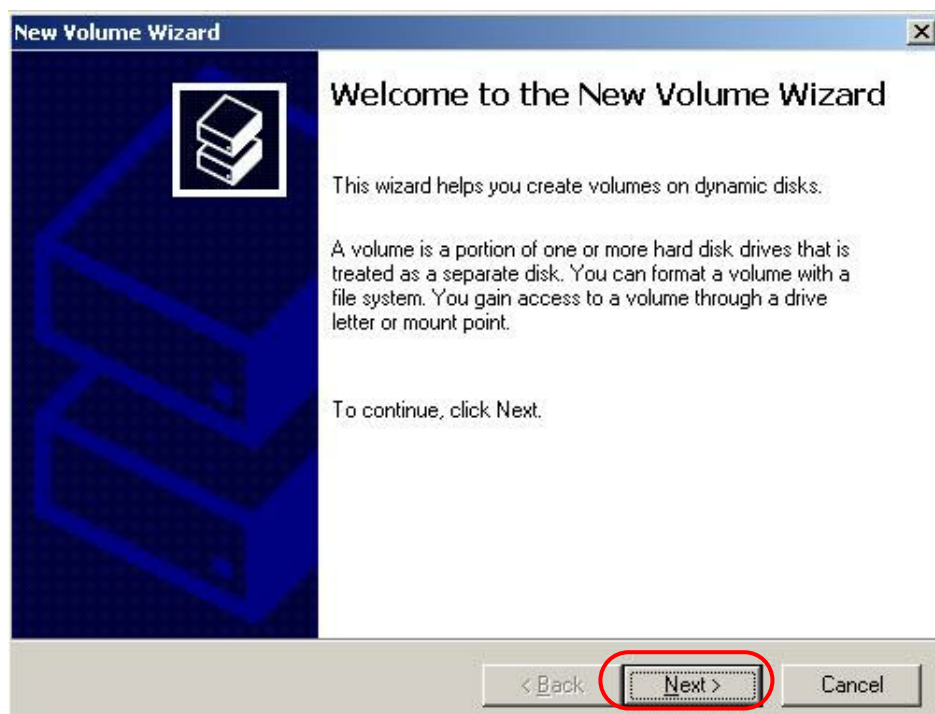 New Volume Wizard
Welcome to the New Volume Wizard
This wizard helps you create volumes on dynamic disks.
A volume is a portion of one or more hard disk drives that is
treated as a separate disk. You can format a volume with a
file system. You gain access to a volume through a drive
letter or mount point.
To continue, click Next.
< Back Next > Cancel